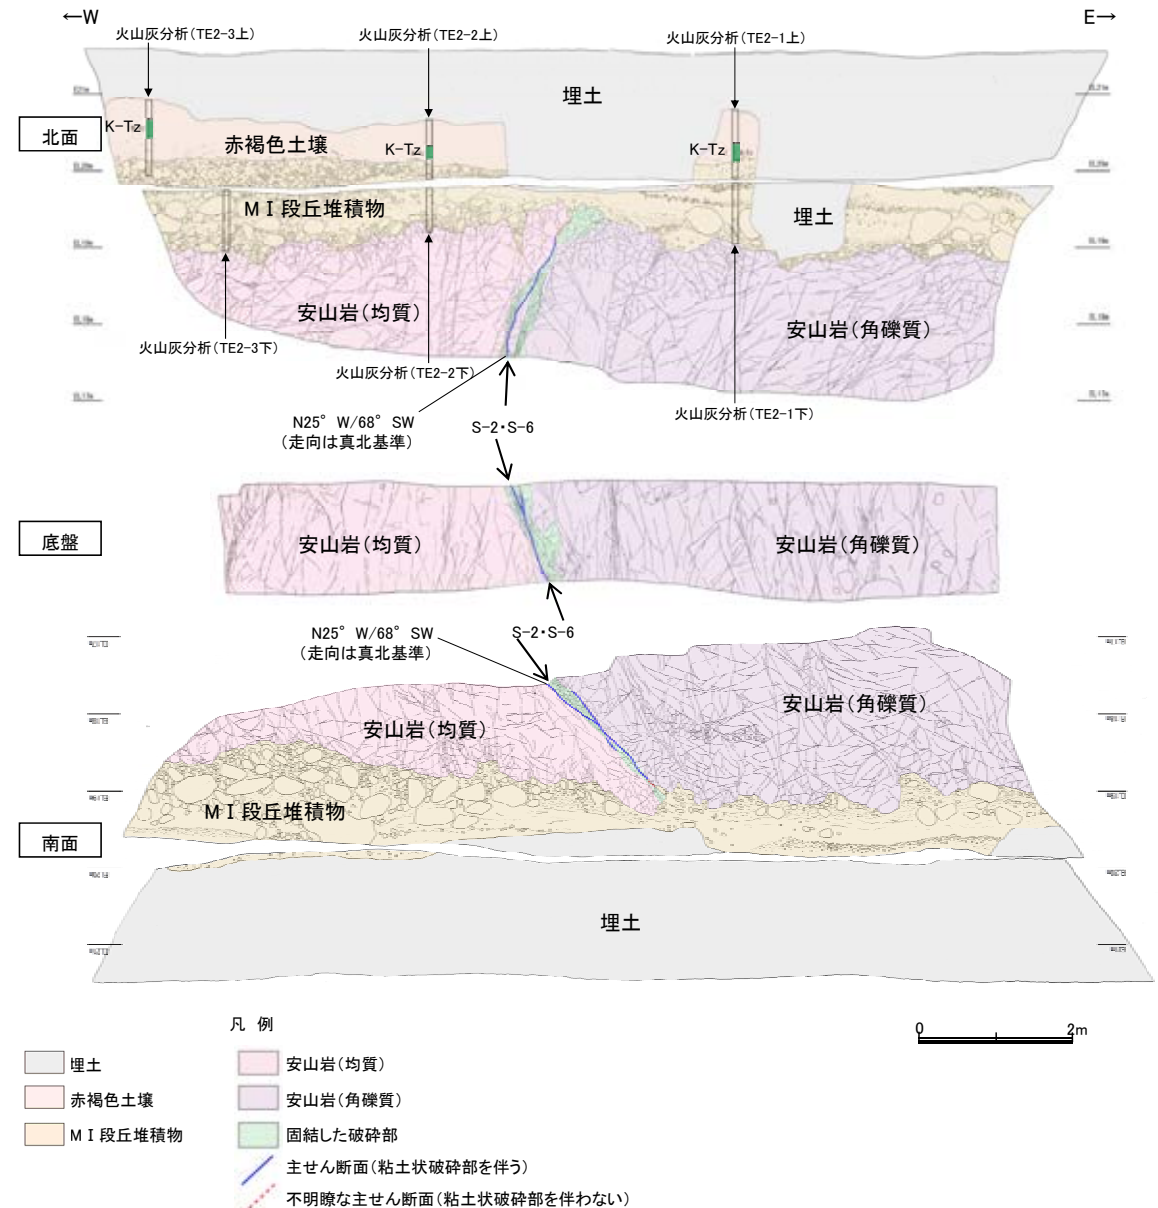 ←W
E→
火山灰分析(TE2-3上)
火山灰分析(TE2-2上)
火山灰分析(TE2-1上)
埋土
北面
K-Tz
赤褐色土壌
K-Tz
K-Tz
MⅠ段丘堆積物
埋土
安山岩(均質)
安山岩(角礫質)
火山灰分析(TE2-3下)
火山灰分析(TE2-2下)
火山灰分析(TE2-1下)
N25°W/68°SW
(走向は真北基準)
S-2・S-6
底盤
安山岩(均質)
安山岩(角礫質)
N25°W/68°SW
(走向は真北基準)
S-2・S-6
安山岩(均質)
安山岩(角礫質)
MⅠ段丘堆積物
南面
埋土
凡 例
0
2m
埋土
赤褐色土壌
MⅠ段丘堆積物
安山岩(均質)
安山岩(角礫質)
固結した破砕部
主せん断面(粘土状破砕部を伴う)
不明瞭な主せん断面(粘土状破砕部を伴わない)